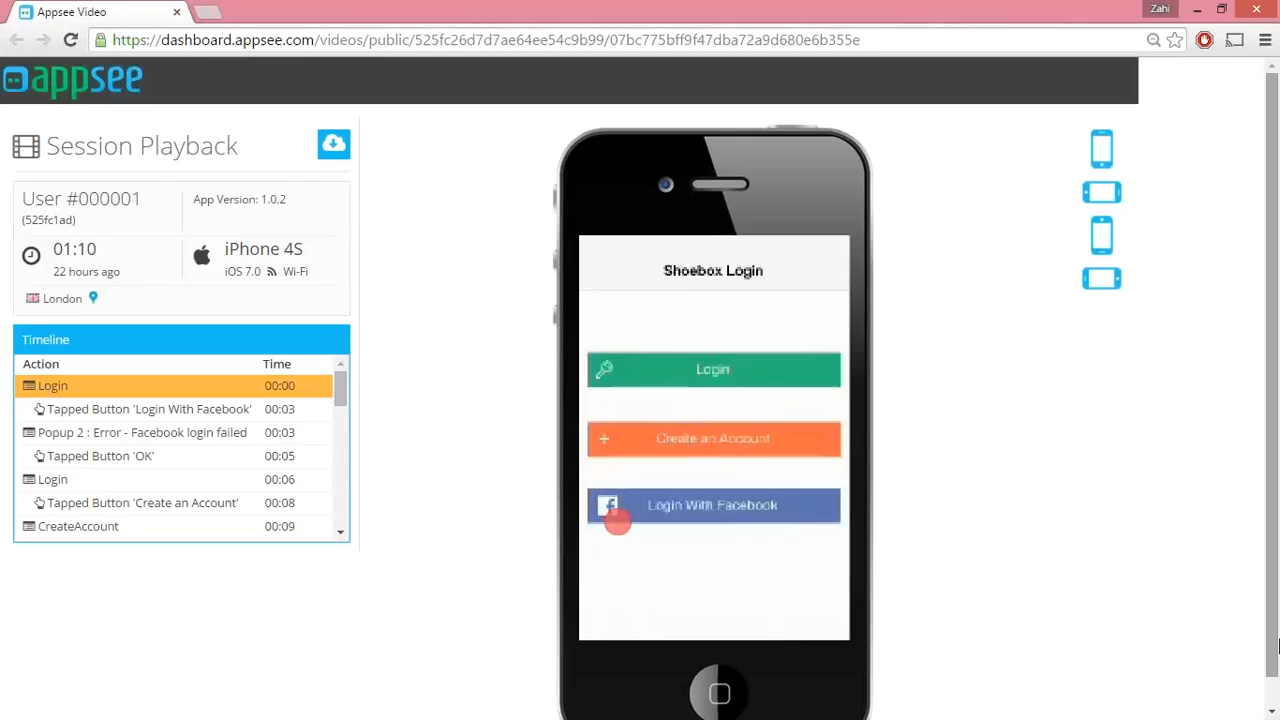 Appsee Video
Zahi
https://dashboard.appsee.com/videos/public/525fc26d7d7ae64ee54c9b99/07bc775bff9f47dba72a9d680e6b355e
appsee
Session Playback
User #000001
(525fc1ad)
App Version: 1.0.2
01:10
22 hours ago
iPhone 4S
iOS 7.0 Wi-Fi
London
Timeline
Action Time
Login 00:00
Tapped Button 'Login With Facebook' 00:03
Popup 2 : Error - Facebook login failed 00:03
Tapped Button 'OK' 00:05
Login 00:06
Tapped Button 'Create an Account' 00:08
CreateAccount 00:09
Shoebox Login
Login
Create an Account
Login With Facebook